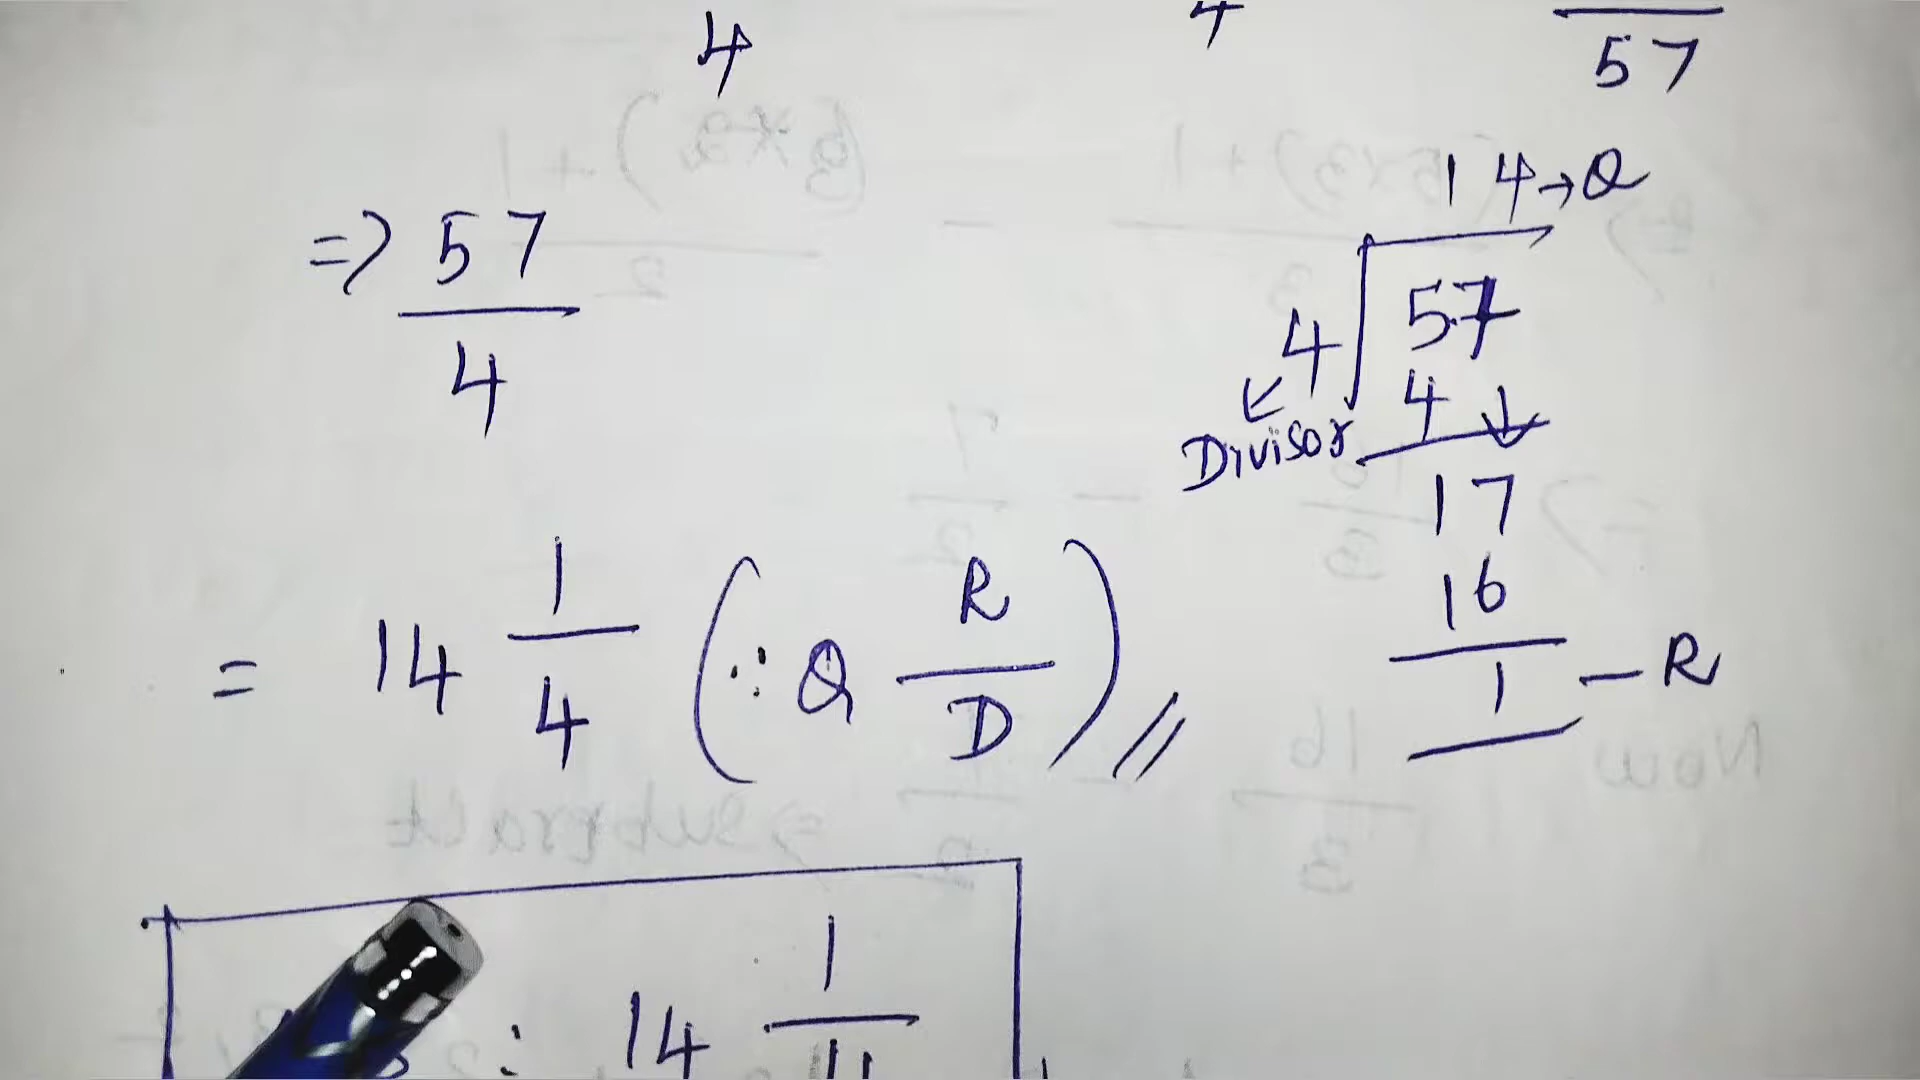 4 4 57
14→Q
=> 57/4
4 57
4
Divisor
17
16
1 – R
= 14 1/4 (∵ Q R/D) //
: 14 1/